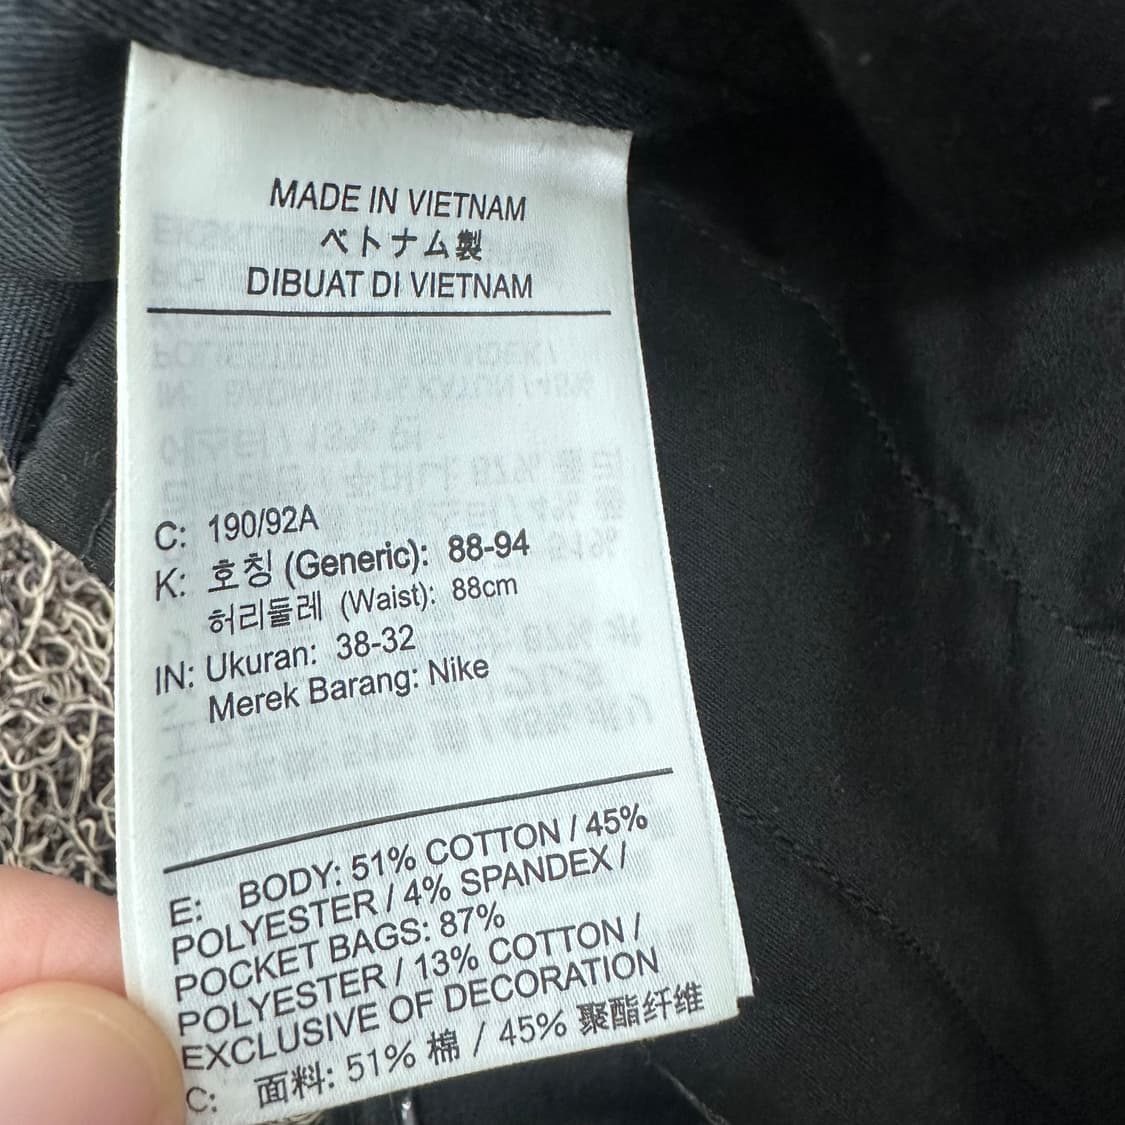 MADE IN VIETNAM
ベトナム製
DIBUAT DI VIETNAM
C: 190/92A
K: 호칭 (Generic): 88-94
허리둘레 (Waist): 88cm
IN: Ukuran: 38-32
Merek Barang: Nike
E: BODY: 51% COTTON / 45%
POLYESTER / 4% SPANDEX /
POCKET BAGS: 87%
POLYESTER / 13% COTTON /
EXCLUSIVE OF DECORATION
C: 面料: 51% 棉 / 45% 聚酯纤维